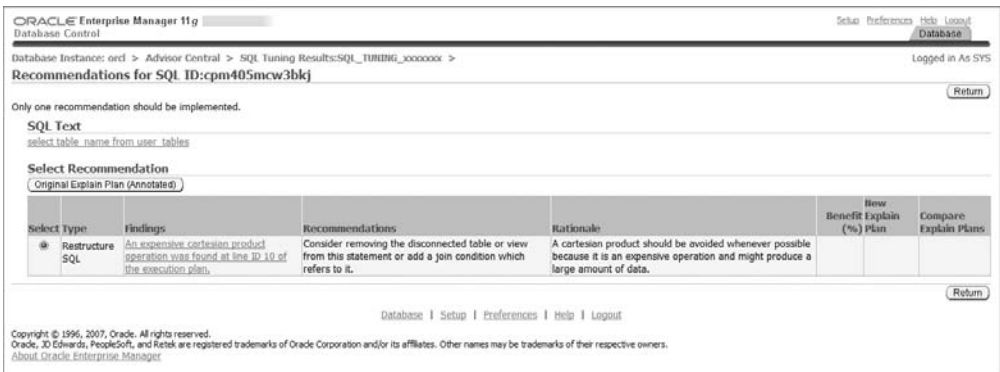 ORACLE Enterprise Manager 11g
Database Control
Setup Preferences Help Logout
Database
Database Instance: orcl > Advisor Central > SQL Tuning Results:SQL_TUNING_xxxxxxx >
Logged in As SYS
Recommendations for SQL ID:cpm405mcw3bkj
Return
Only one recommendation should be implemented.
SQL Text
select table_name from user_tables
Select Recommendation
Original Explain Plan (Annotated)
Select Type Findings Recommendations Rationale Benefit (%) New Explain Plan Compare Explain Plans
Restructure SQL
An expensive cartesian product
operation was found at line ID 10 of
the execution plan.
Consider removing the disconnected table or view
from this statement or add a join condition which
refers to it.
A cartesian product should be avoided whenever possible
because it is an expensive operation and might produce a
large amount of data.
Return
Database | Setup | Preferences | Help | Logout
Copyright © 1996, 2007, Oracle. All rights reserved.
Oracle, JD Edwards, PeopleSoft, and Retek are registered trademarks of Oracle Corporation and/or its affiliates. Other names may be trademarks of their respective owners.
About Oracle Enterprise Manager